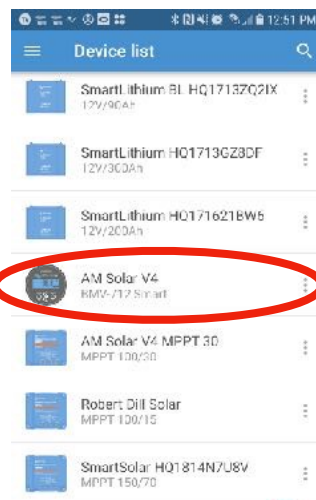 12:51 PM
Device list
SmartLithium BL HQ1713ZQ2IX
12V/90Ah
SmartLithium HQ1713GZ8DF
12V/300Ah
SmartLithium HQ171621BW6
12V/200Ah
AM Solar V4
BMV-712 Smart
AM Solar V4 MPPT 30
MPPT 100/30
Robert Dill Solar
MPPT 100/15
SmartSolar HQ1814N7U8V
MPPT 150/70